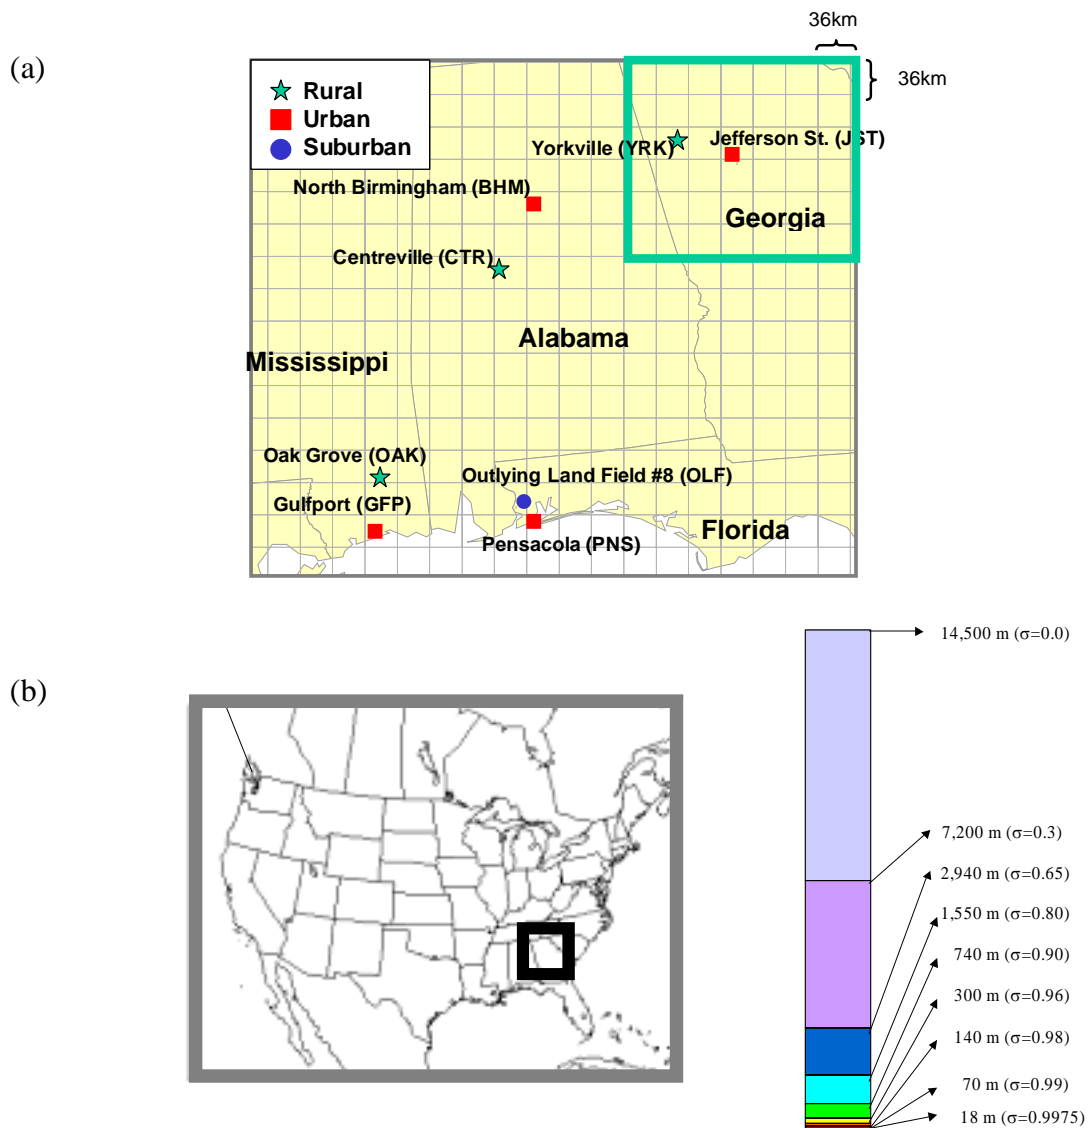 36km
(a)
36km
Rural
Urban
Suburban
Yorkville (YRK)
Jefferson St. (JST)
North Birmingham (BHM)
Georgia
Centreville (CTR)
Alabama
Mississippi
Oak Grove (OAK)
Outlying Land Field #8 (OLF)
Gulfport (GFP)
Florida
Pensacola (PNS)
(b)
14,500 m (σ=0.0)
7,200 m (σ=0.3)
2,940 m (σ=0.65)
1,550 m (σ=0.80)
740 m (σ=0.90)
300 m (σ=0.96)
140 m (σ=0.98)
70 m (σ=0.99)
18 m (σ=0.9975)